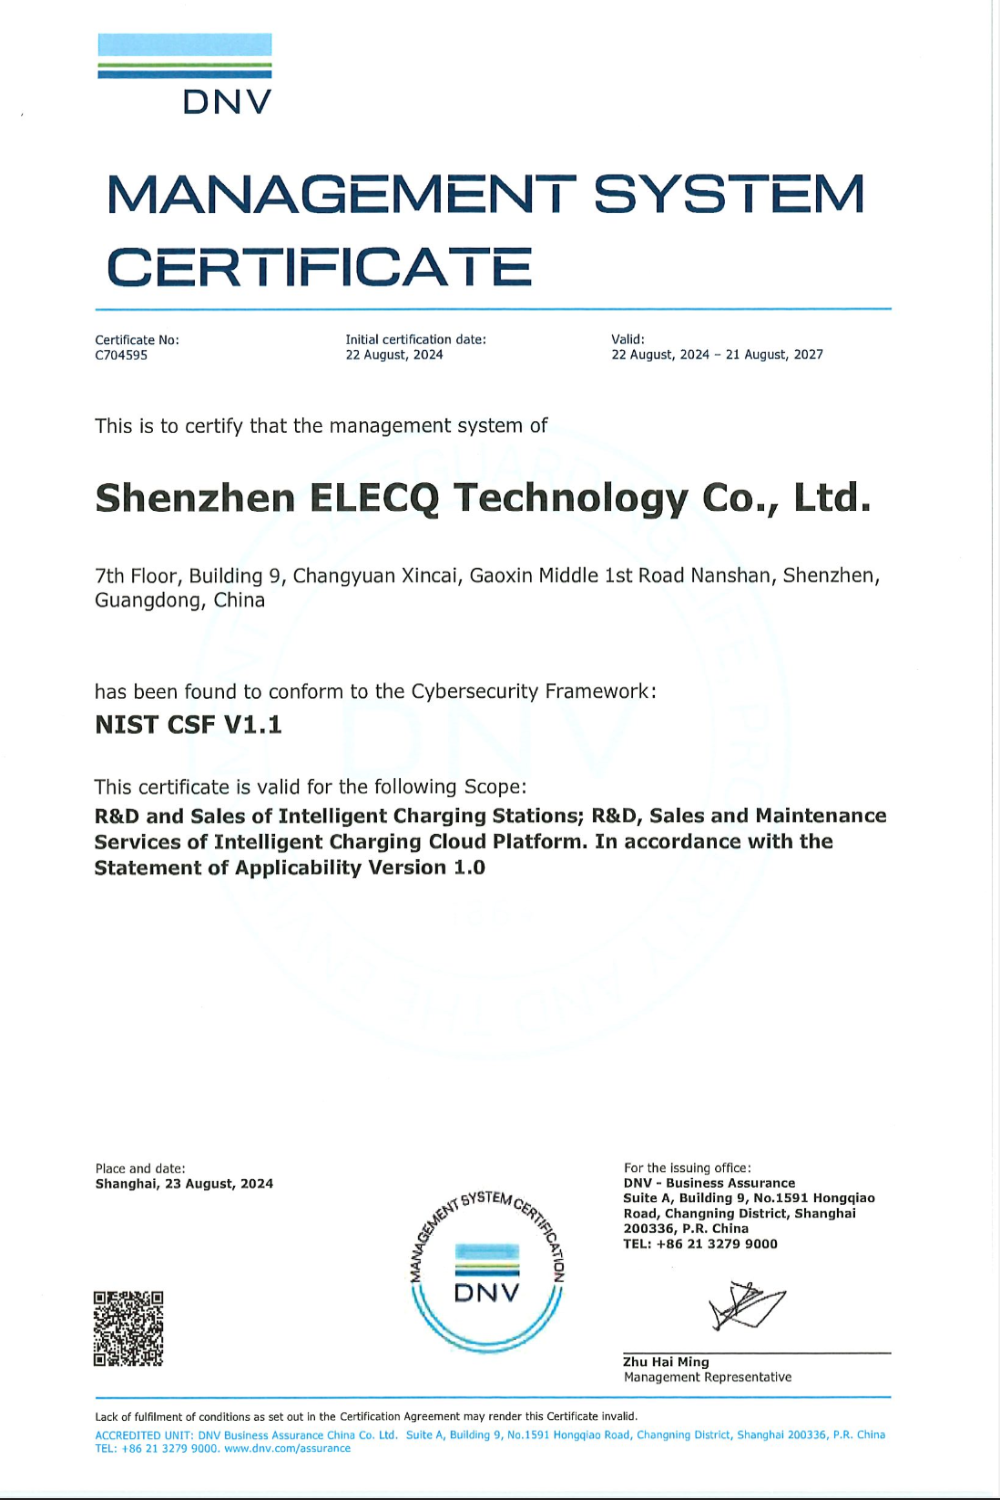 DNV
MANAGEMENT SYSTEM
CERTIFICATE
Certificate No:
C704595
Initial certification date:
22 August, 2024
Valid:
22 August, 2024 – 21 August, 2027
This is to certify that the management system of
Shenzhen ELECQ Technology Co., Ltd.
7th Floor, Building 9, Changyuan Xincai, Gaoxin Middle 1st Road Nanshan, Shenzhen,
Guangdong, China
has been found to conform to the Cybersecurity Framework:
NIST CSF V1.1
This certificate is valid for the following Scope:
R&D and Sales of Intelligent Charging Stations; R&D, Sales and Maintenance
Services of Intelligent Charging Cloud Platform. In accordance with the
Statement of Applicability Version 1.0
Place and date:
Shanghai, 23 August, 2024
MANAGEMENT SYSTEM CERTIFICATION
DNV
For the issuing office:
DNV - Business Assurance
Suite A, Building 9, No.1591 Hongqiao
Road, Changning District, Shanghai
200336, P.R. China
TEL: +86 21 3279 9000
Zhu Hai Ming
Management Representative
Lack of fulfilment of conditions as set out in the Certification Agreement may render this Certificate invalid.
ACCREDITED UNIT: DNV Business Assurance China Co. Ltd. Suite A, Building 9, No.1591 Hongqiao Road, Changning District, Shanghai 200336, P.R. China
TEL: +86 21 3279 9000. www.dnv.com/assurance